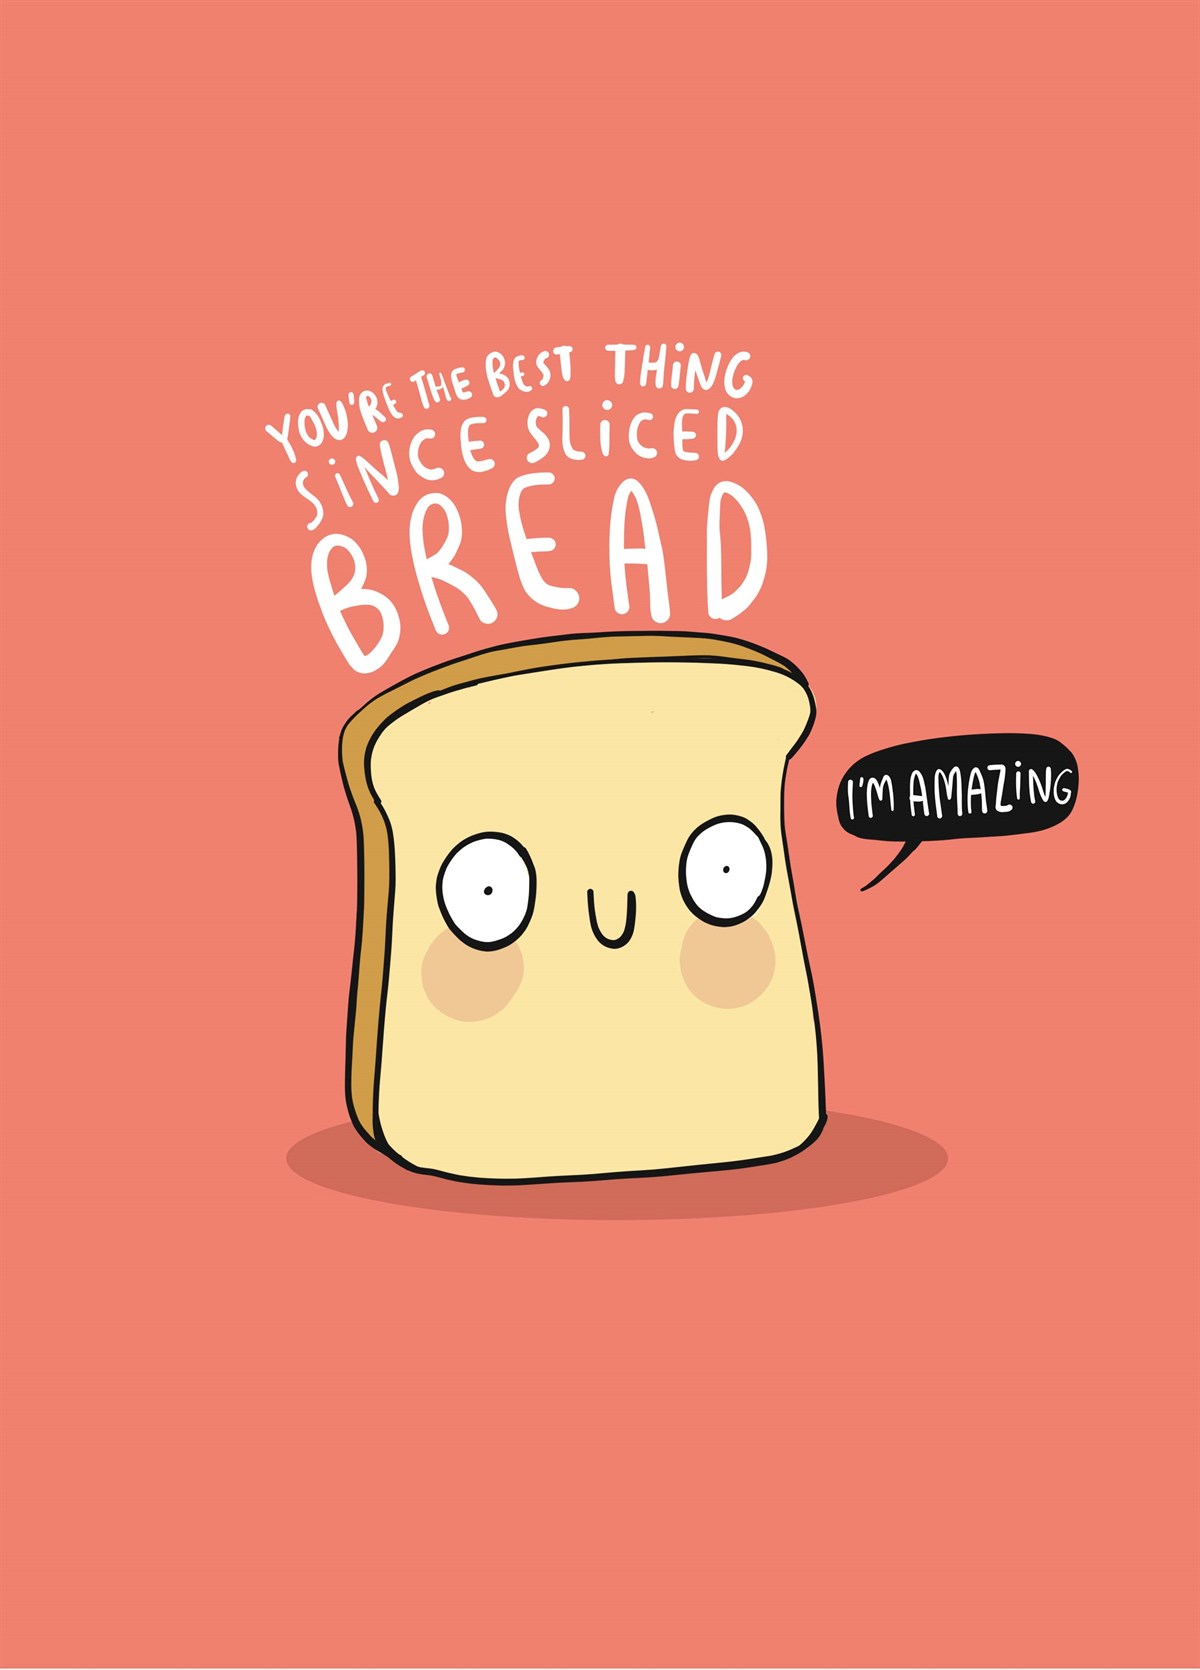 YOU'RE THE BEST THiNG
SiNCE SLiCED
BREAD
I'M AMAZiNG